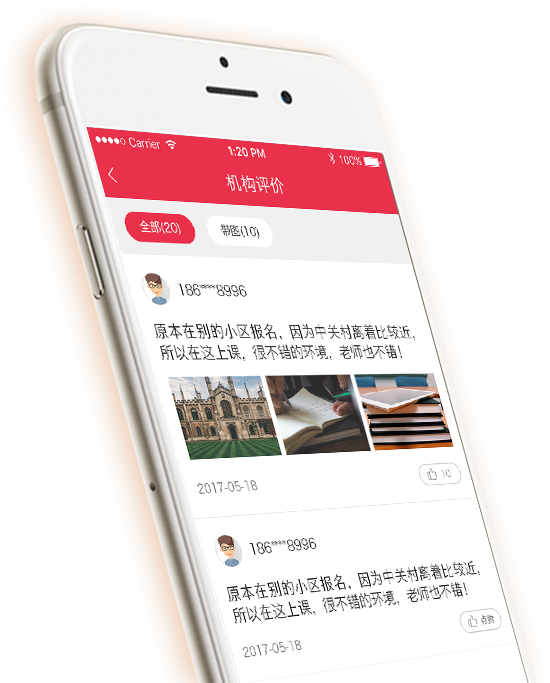 Carrier 1:20 PM 100%
机构评价
全部(20) 带图(10)
186****8996
原本在别的小区报名，因为中关村离着比较近，
所以在这上课，很不错的环境，老师也不错！
2017-05-18 10
186****8996
原本在别的小区报名，因为中关村离着比较近，
所以在这上课，很不错的环境，老师也不错！
2017-05-18 点赞